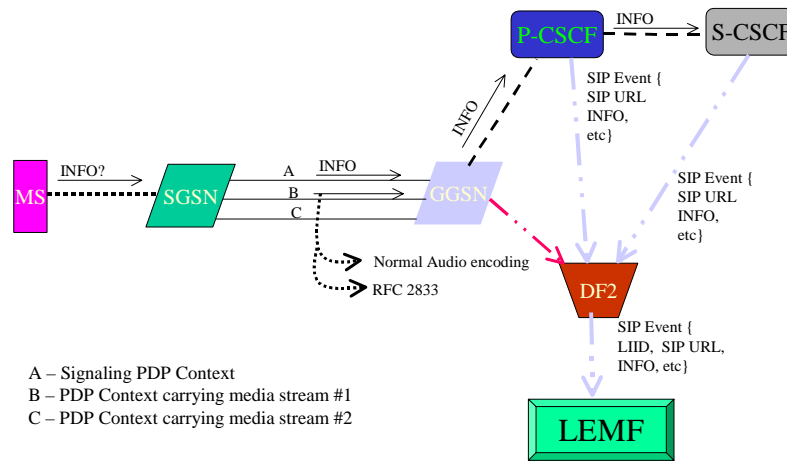 INFO
P-CSCF
S-CSCF
INFO
SIP Event {
SIP URL
INFO,
etc}
SIP Event {
SIP URL
INFO,
etc}
INFO?
MS
SGSN
A
INFO
B
C
GGSN
Normal Audio encoding
RFC 2833
DF2
SIP Event {
LIID, SIP URL,
INFO, etc}
A – Signaling PDP Context
B – PDP Context carrying media stream #1
C – PDP Context carrying media stream #2
LEMF